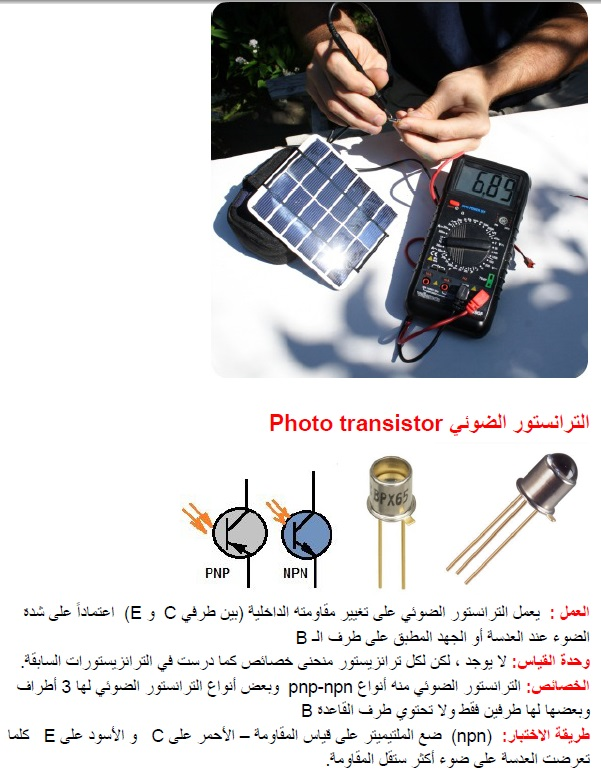 6.89
الترانستور الضوئي Photo transistor
BPX65
PNP
NPN
العمل : يعمل الترانستور الضوئي على تغيير مقاومته الداخلية (بين طرفي C و E) اعتماداً على شدة
الضوء عند العدسة أو الجهد المطبق على طرف الـ B
وحدة القياس: لا يوجد ، لكن لكل ترانزيستور منحنى خصائص كما درست في الترانزيستورات السابقة.
الخصائص: الترانستور الضوئي منه أنواع pnp-npn وبعض أنواع الترانستور الضوئي لها 3 أطراف
وبعضها لها طرفين فقط ولا تحتوي طرف القاعدة B
طريقة الاختبار: (npn) ضع الملتيميتر على قياس المقاومة – الأحمر على C و الأسود على E كلما
تعرضت العدسة على ضوء أكثر ستقل المقاومة.